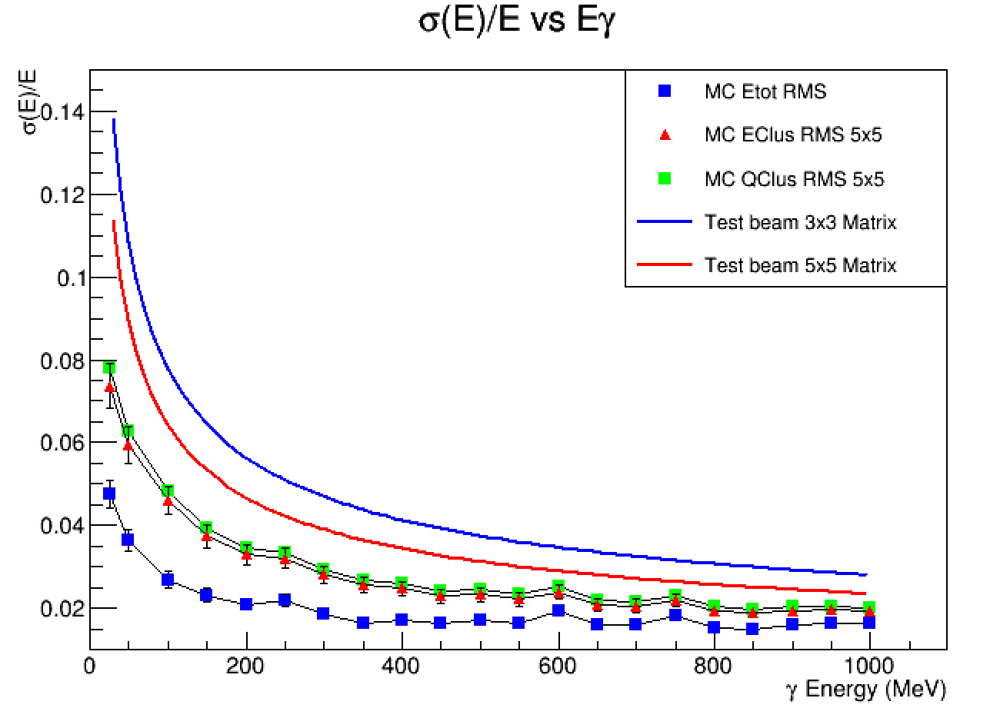 σ(E)/E vs Eγ
σ(E)/E
0.14
0.12
0.1
0.08
0.06
0.04
0.02
MC Etot RMS
MC EClus RMS 5x5
MC QClus RMS 5x5
Test beam 3x3 Matrix
Test beam 5x5 Matrix
0 200 400 600 800 1000
γ Energy (MeV)